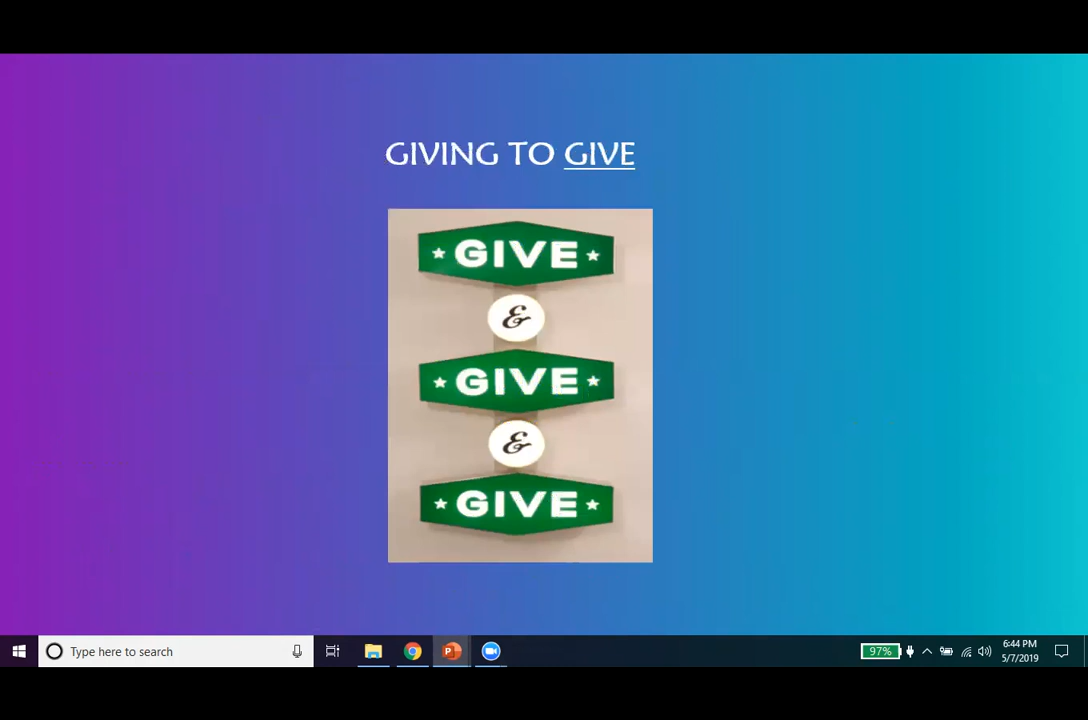 GIVING TO GIVE
GIVE
&
GIVE
&
GIVE
Type here to search
97%
6:44 PM
5/7/2019